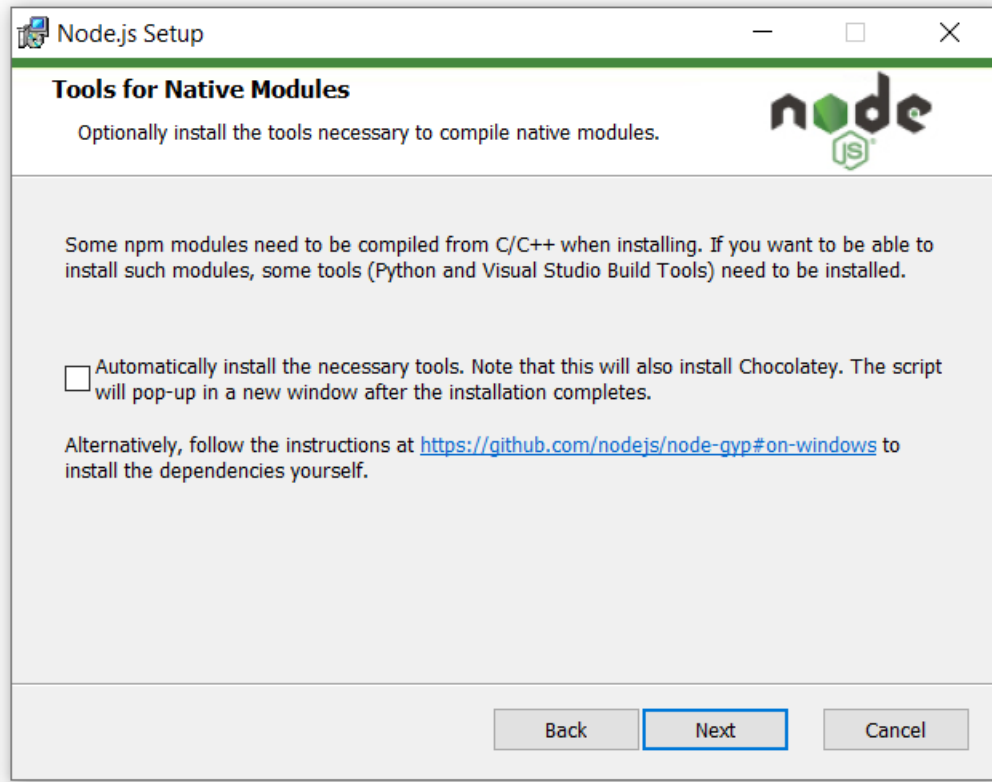 Node.js Setup
Tools for Native Modules
Optionally install the tools necessary to compile native modules.
node
JS
Some npm modules need to be compiled from C/C++ when installing. If you want to be able to
install such modules, some tools (Python and Visual Studio Build Tools) need to be installed.
Automatically install the necessary tools. Note that this will also install Chocolatey. The script
will pop-up in a new window after the installation completes.
Alternatively, follow the instructions at https://github.com/nodejs/node-gyp#on-windows to
install the dependencies yourself.
Back
Next
Cancel